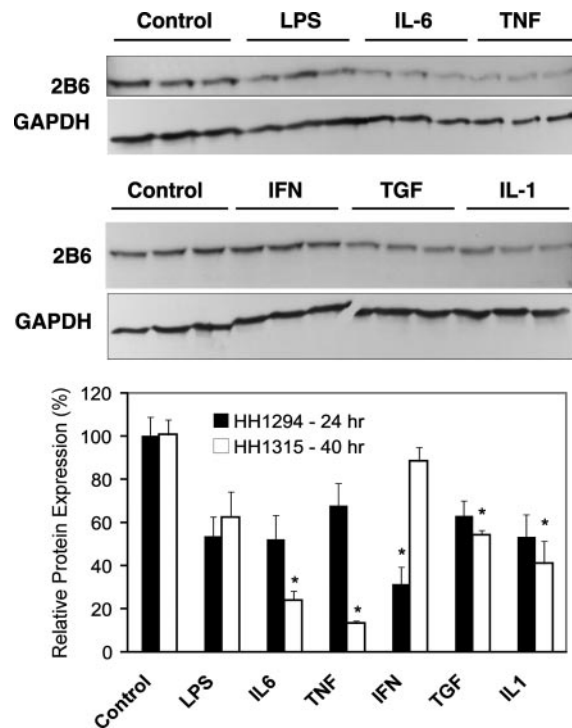 Control LPS IL-6 TNF
2B6
GAPDH
Control IFN TGF IL-1
2B6
GAPDH
120
100
80
60
40
20
0
Relative Protein Expression (%)
HH1294 - 24 hr
HH1315 - 40 hr
* * * * *
*
Control LPS IL6 TNF IFN TGF IL1